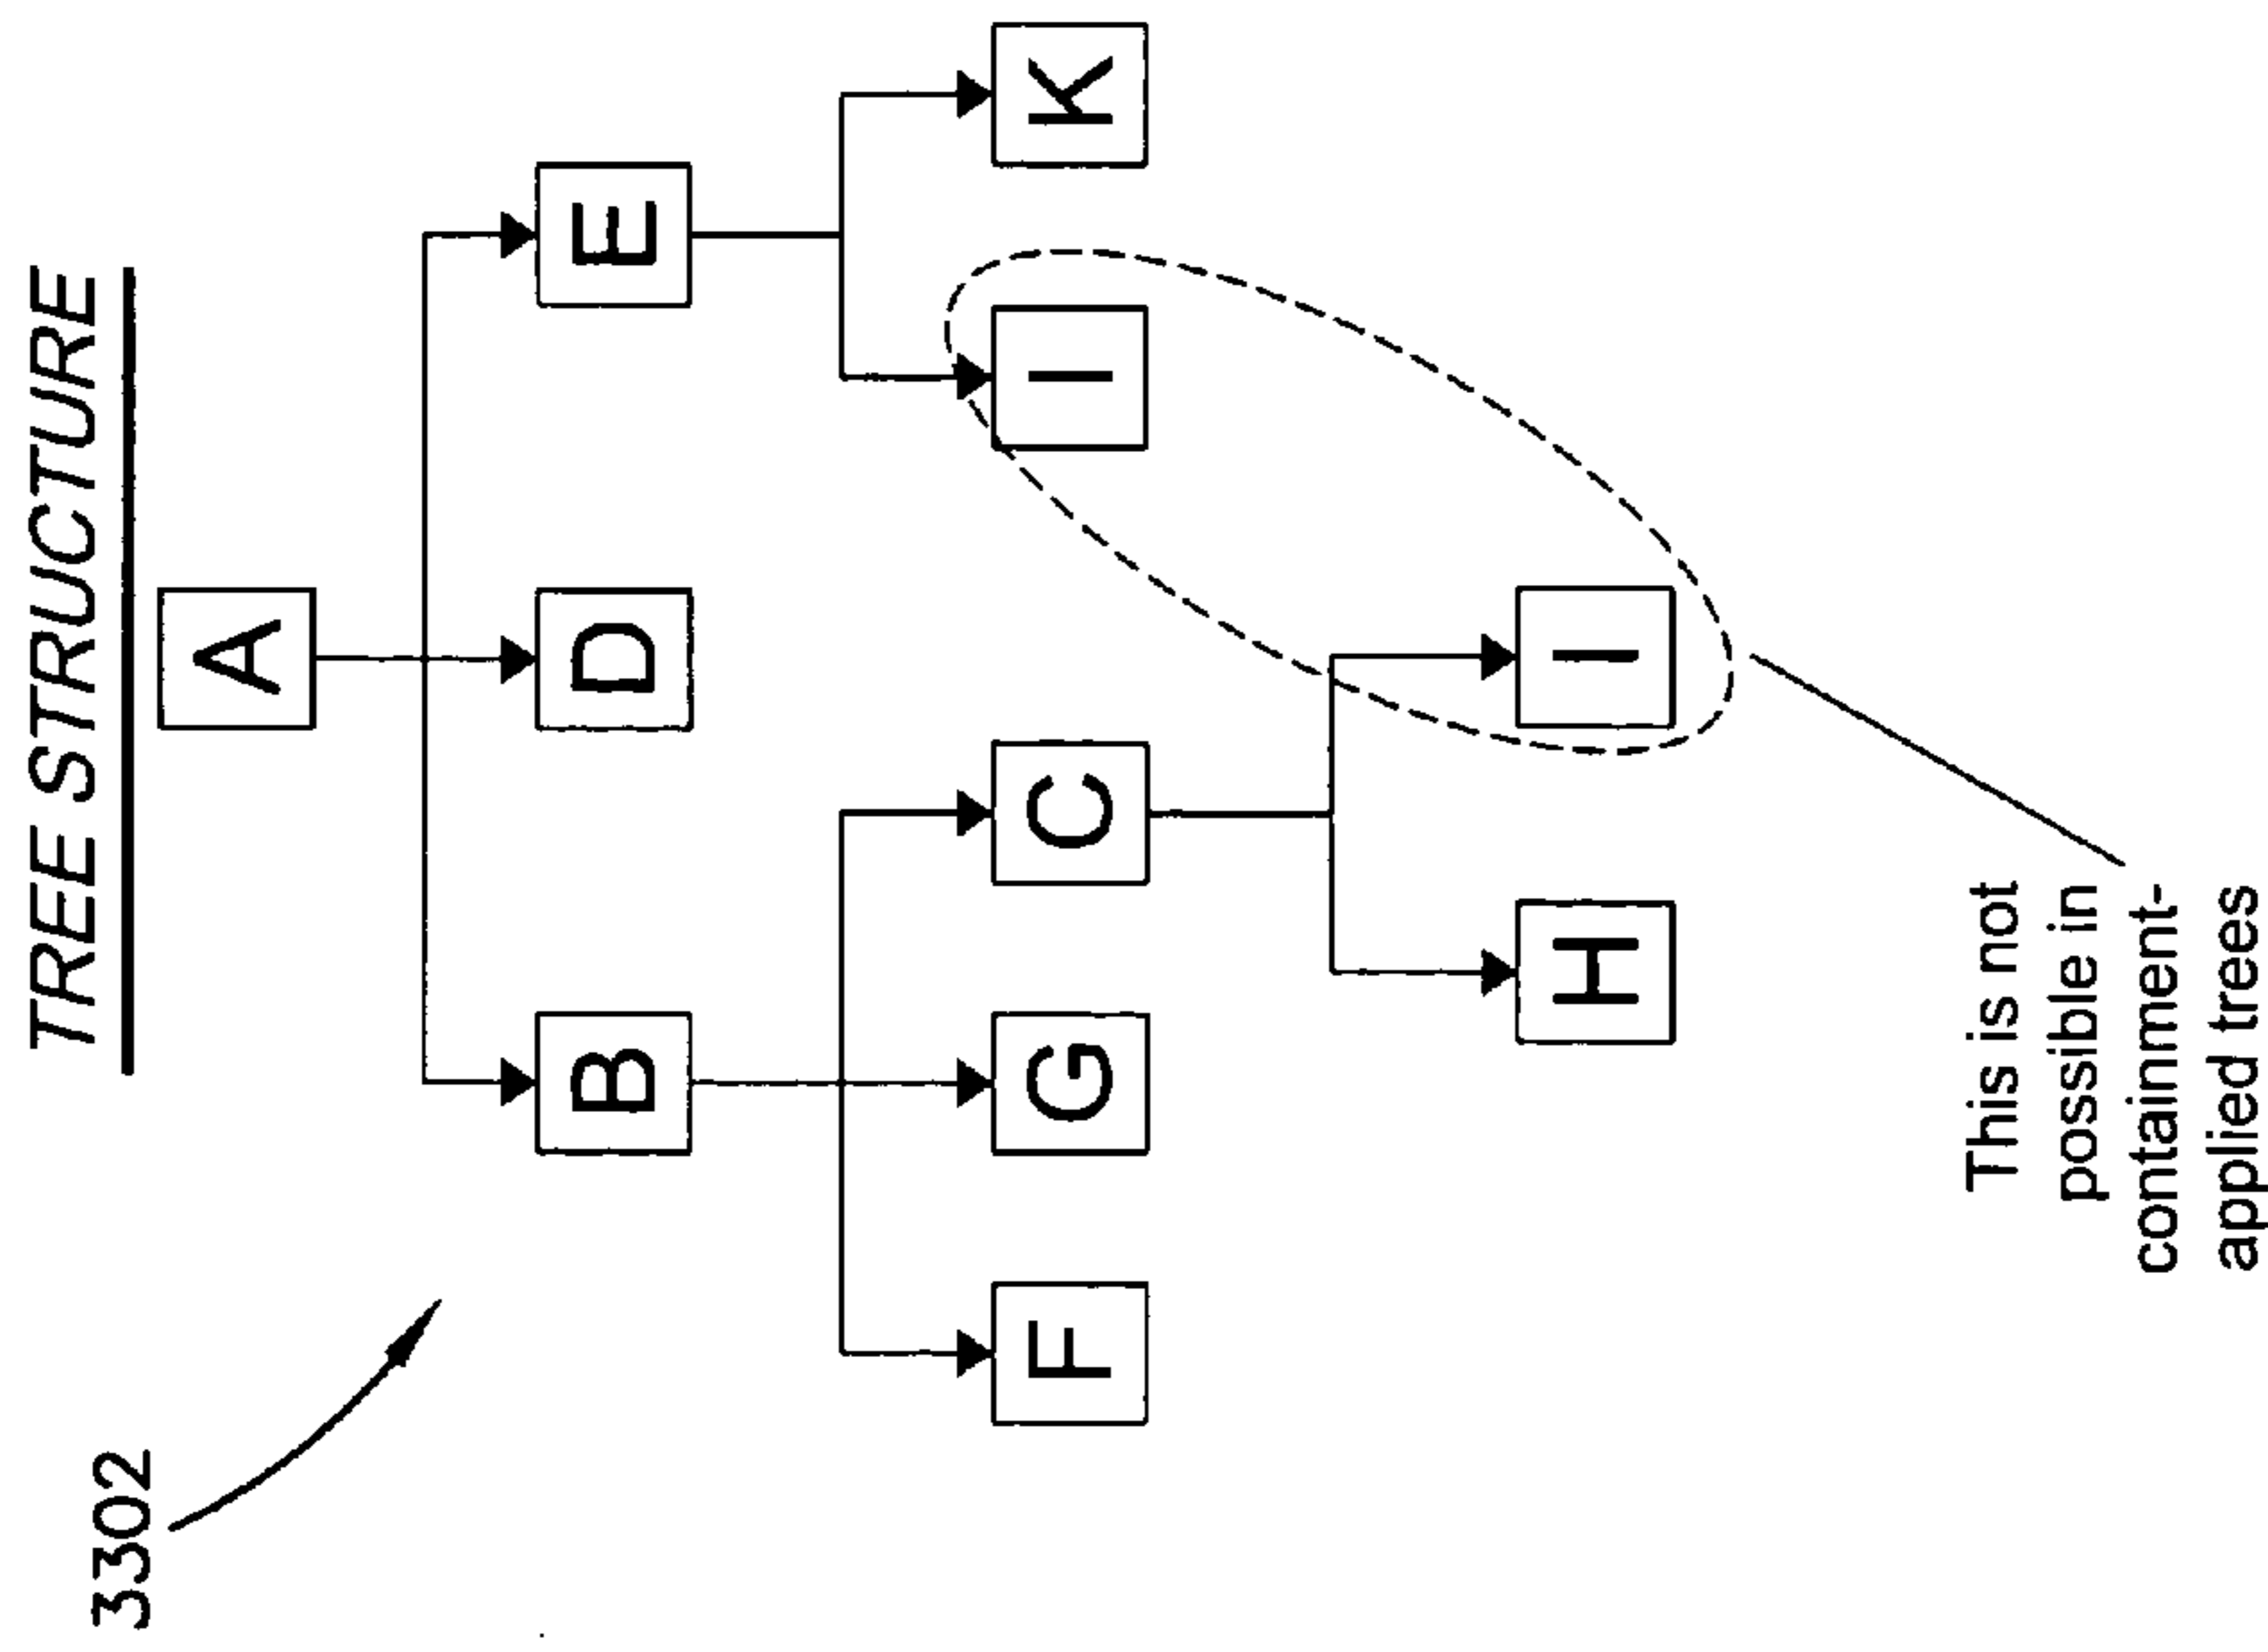 TREE STRUCTURE
3302
A
B
D
E
F
G
C
I
K
H
I
This is not
possible in
containment-
applied trees